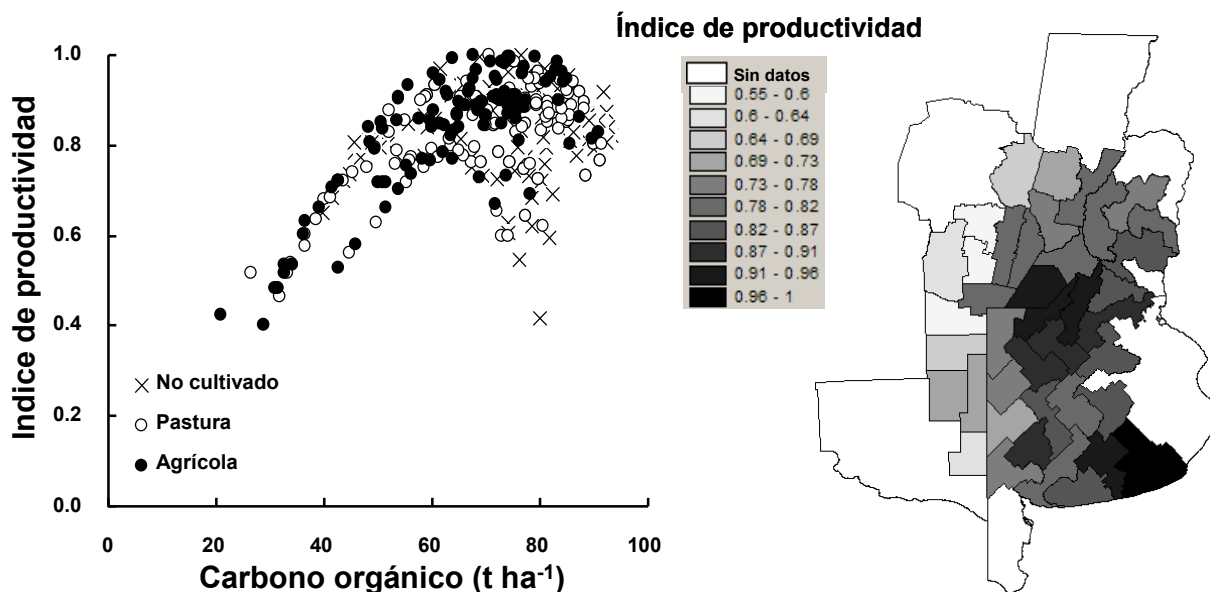 Índice de productividad
Sin datos
0.55 - 0.6
0.6 - 0.64
0.64 - 0.69
0.69 - 0.73
0.73 - 0.78
0.78 - 0.82
0.82 - 0.87
0.87 - 0.91
0.91 - 0.96
0.96 - 1
Indice de productividad
1.0
0.8
0.6
0.4
0.2
0.0
No cultivado
Pastura
Agrícola
0 20 40 60 80 100
Carbono orgánico (t ha-1)